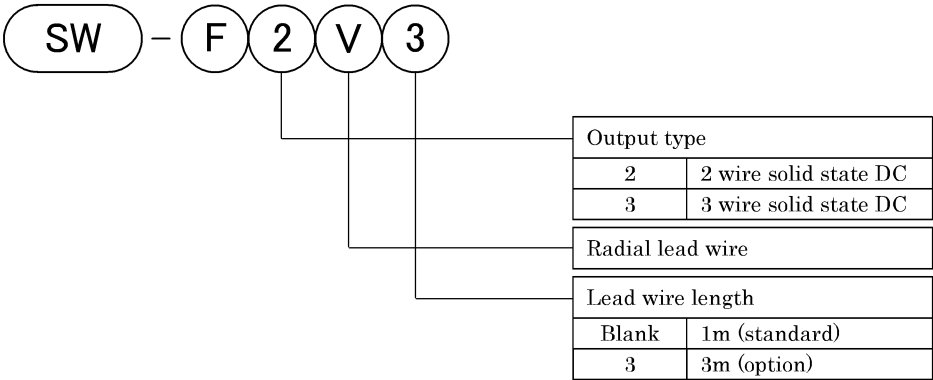 SW - F 2 V 3
Output type
2 2 wire solid state DC
3 3 wire solid state DC
Radial lead wire
Lead wire length
Blank 1m (standard)
3 3m (option)